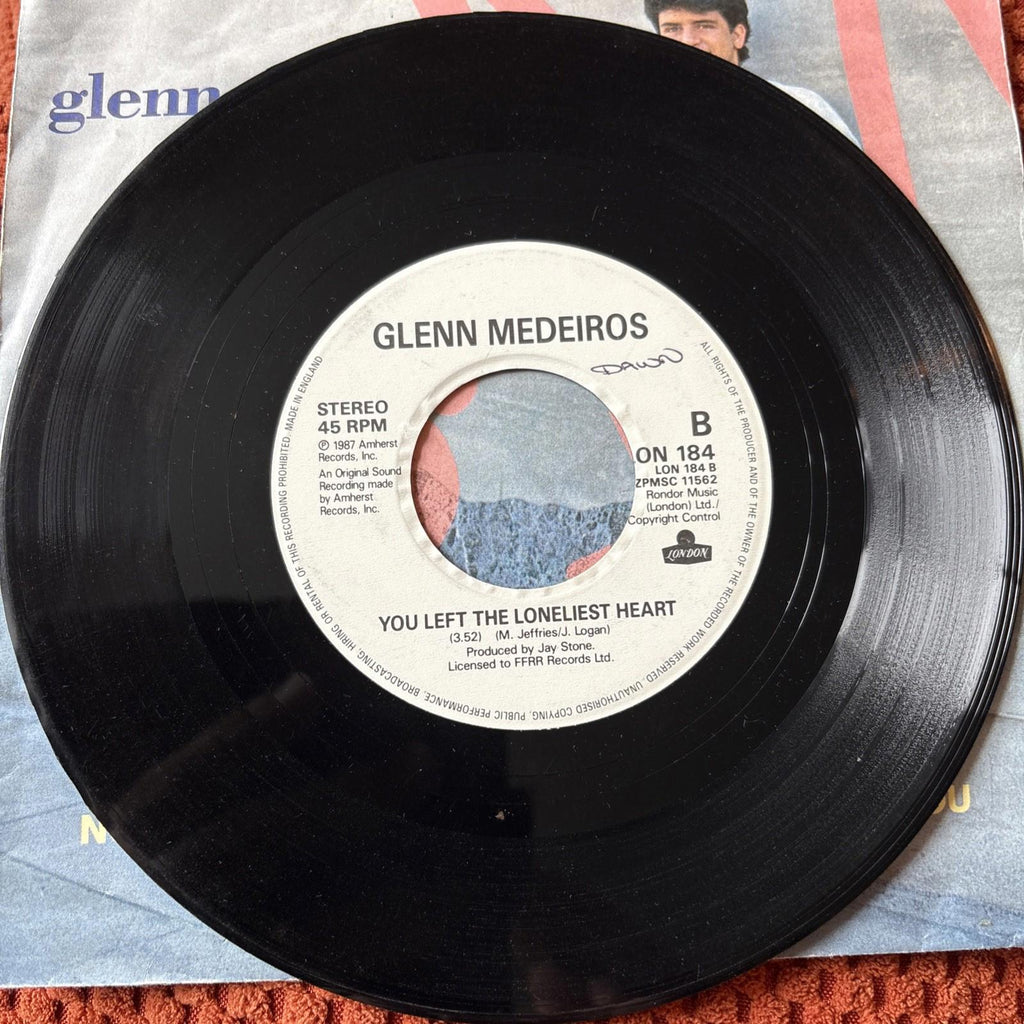 glenn
GLENN MEDEIROS
DAWN
STEREO
45 RPM
℗ 1987 Amherst
Records, Inc.
An Original Sound
Recording made
by Amherst
Records, Inc.
B
ON 184
LON 184 B
ZPMSC 11562
Rondor Music
(London) Ltd./
Copyright Control
LONDON
YOU LEFT THE LONELIEST HEART
(3.52) (M. Jeffries/J. Logan)
Produced by Jay Stone.
Licensed to FFRR Records Ltd.
ALL RIGHTS OF THE PRODUCER AND OF THE OWNER OF THE RECORDED WORK RESERVED. UNAUTHORISED COPYING, PUBLIC PERFORMANCE, BROADCASTING, HIRING OR RENTAL OF THIS RECORDING PROHIBITED. MADE IN ENGLAND
N
OU